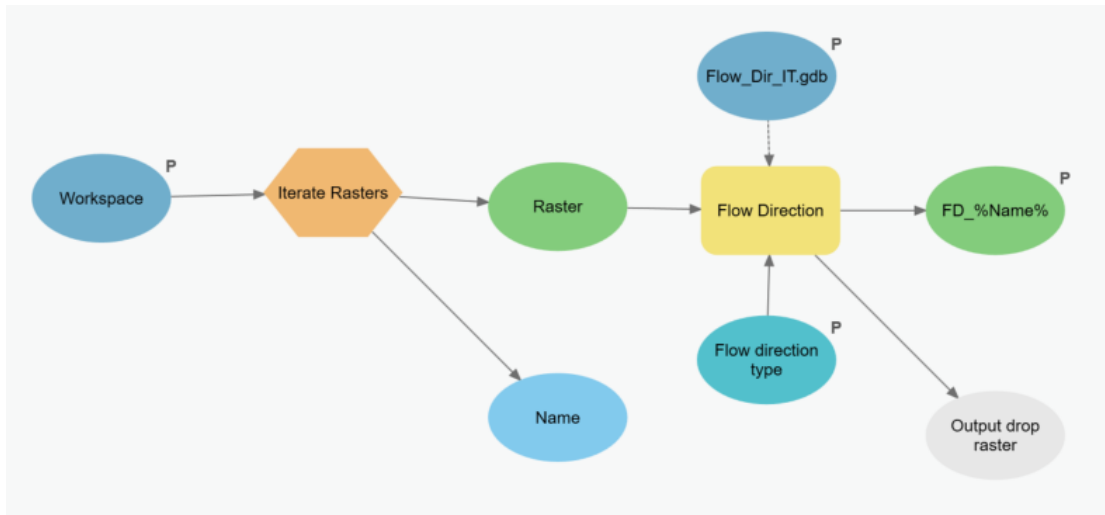 P
Flow_Dir_IT.gdb
P
Workspace
Iterate Rasters
Raster
Flow Direction
P
FD_%Name%
P
Flow direction
type
Name
Output drop
raster